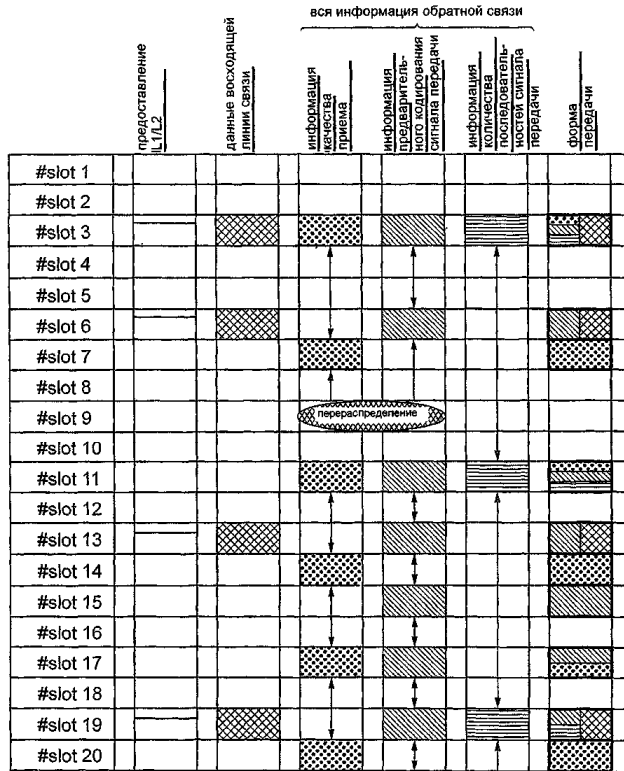 вся информация обратной связи
предоставление
IL1/L2
данные восходящей
линии связи
информация
качества
приема
информация
предваритель-
ного кодирования
сигнала передачи
информация
количества
последователь-
ностей сигнала
передачи
форма
передачи
#slot 1
#slot 2
#slot 3
#slot 4
#slot 5
#slot 6
#slot 7
#slot 8
#slot 9
перераспределение
#slot 10
#slot 11
#slot 12
#slot 13
#slot 14
#slot 15
#slot 16
#slot 17
#slot 18
#slot 19
#slot 20